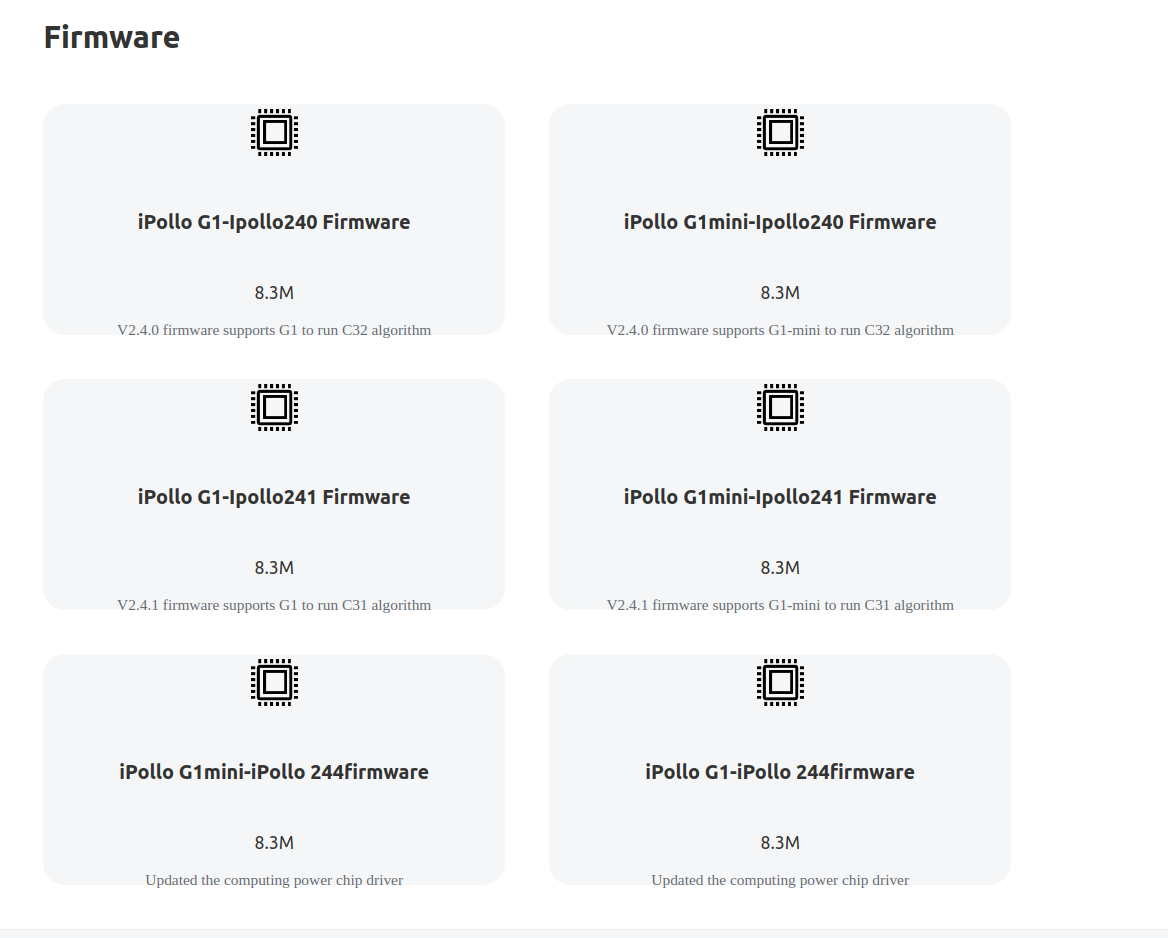 Firmware
iPollo G1-Ipollo240 Firmware
8.3M
V2.4.0 firmware supports G1 to run C32 algorithm
iPollo G1mini-Ipollo240 Firmware
8.3M
V2.4.0 firmware supports G1-mini to run C32 algorithm
iPollo G1-Ipollo241 Firmware
8.3M
V2.4.1 firmware supports G1 to run C31 algorithm
iPollo G1mini-Ipollo241 Firmware
8.3M
V2.4.1 firmware supports G1-mini to run C31 algorithm
iPollo G1mini-iPollo 244firmware
8.3M
Updated the computing power chip driver
iPollo G1-iPollo 244firmware
8.3M
Updated the computing power chip driver